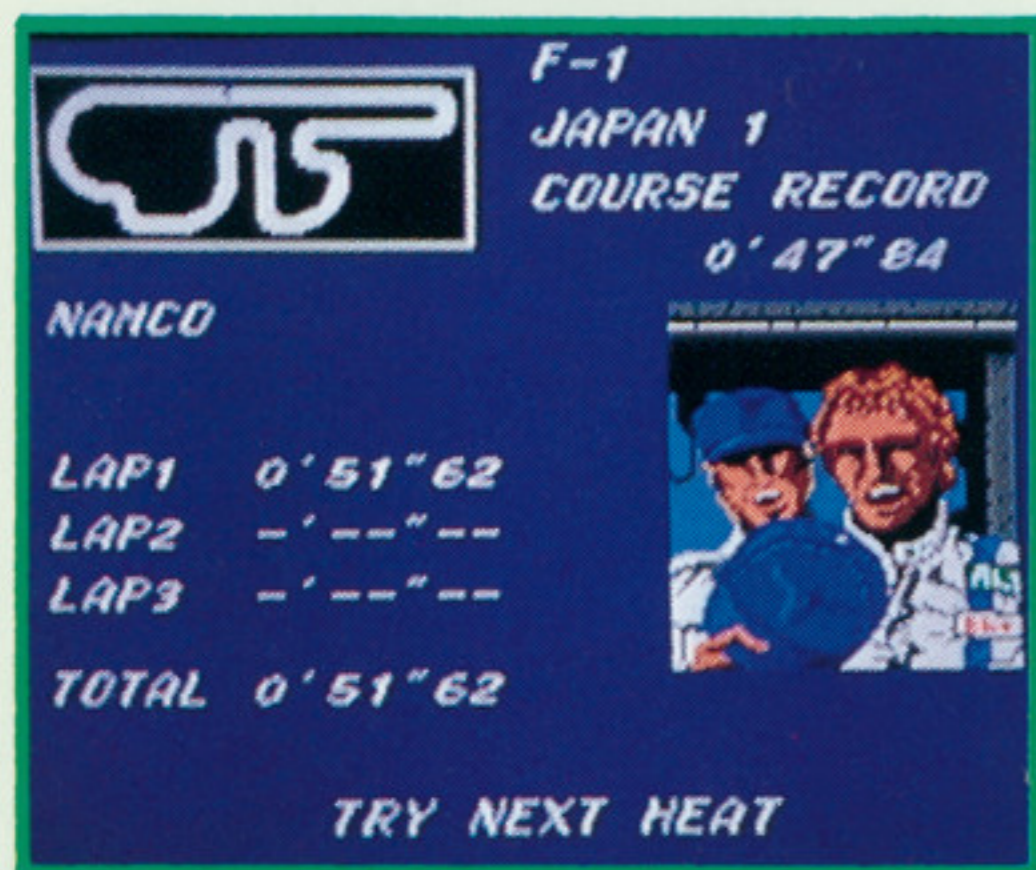 F-1
JAPAN 1
COURSE RECORD
0'47"84
NAMCO
LAP1 0'51"62
LAP2 -'--"--
LAP3 -'--"--
TOTAL 0'51"62
TRY NEXT HEAT